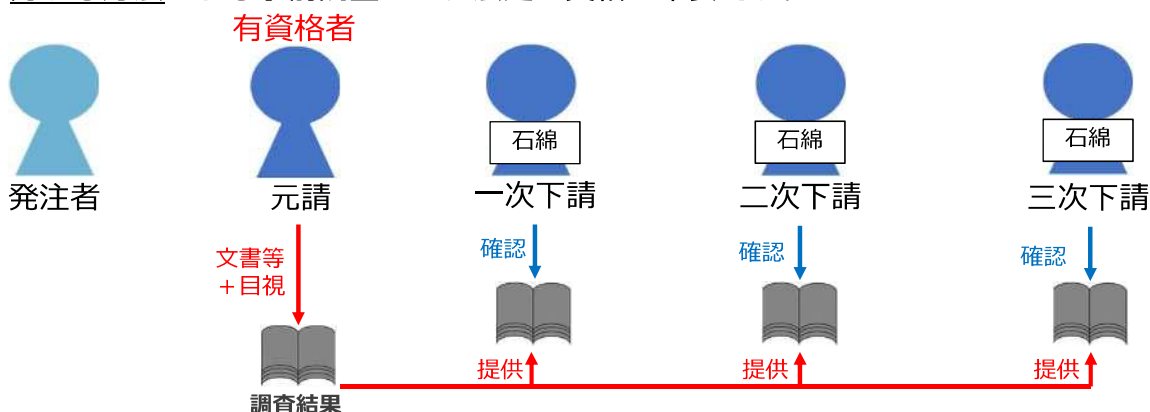 有資格者
石綿
石綿
石綿
発注者
元請
一次下請
二次下請
三次下請
文書等
+目視
確認
確認
確認
提供
提供
提供
調査結果